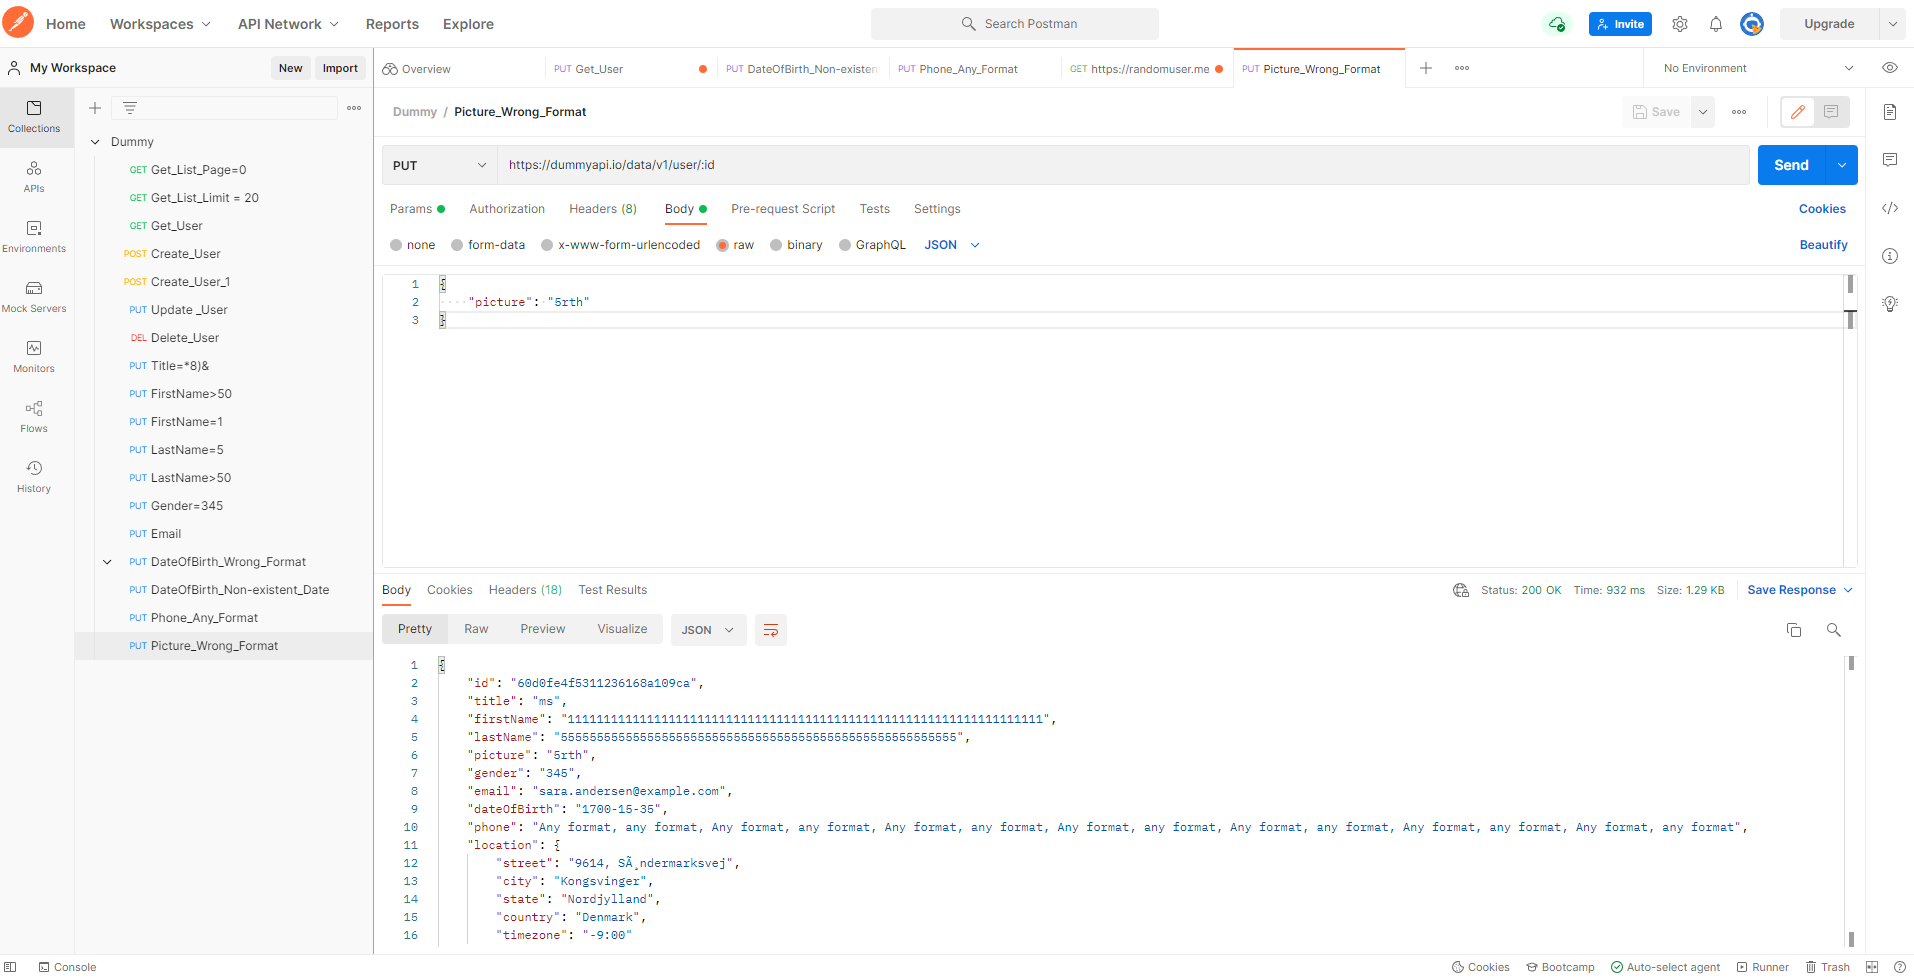 Home Workspaces API Network Reports Explore Search Postman Invite Upgrade
My Workspace New Import
Overview PUT Get_User PUT DateOfBirth_Non-existen PUT Phone_Any_Format GET https://randomuser.me PUT Picture_Wrong_Format No Environment
Collections
APIs
Environments
Mock Servers
Monitors
Flows
History
Dummy
GET Get_List_Page=0
GET Get_List_Limit = 20
GET Get_User
POST Create_User
POST Create_User_1
PUT Update _User
DEL Delete_User
PUT Title=*8)&
PUT FirstName>50
PUT FirstName=1
PUT LastName=5
PUT LastName>50
PUT Gender=345
PUT Email
PUT DateOfBirth_Wrong_Format
PUT DateOfBirth_Non-existent_Date
PUT Phone_Any_Format
PUT Picture_Wrong_Format
Dummy / Picture_Wrong_Format Save
PUT https://dummyapi.io/data/v1/user/:id Send
Params Authorization Headers (8) Body Pre-request Script Tests Settings Cookies
none form-data x-www-form-urlencoded raw binary GraphQL JSON Beautify
1 {
2 "picture": "5rth"
3 }
Body Cookies Headers (18) Test Results Status: 200 OK Time: 932 ms Size: 1.29 KB Save Response
Pretty Raw Preview Visualize JSON
1 {
2 "id": "60d0fe4f5311236168a109ca",
3 "title": "ms",
4 "firstName": "111111111111111111111111111111111111111111111111111111111111111111",
5 "lastName": "5555555555555555555555555555555555555555555555555555555",
6 "picture": "5rth",
7 "gender": "345",
8 "email": "sara.andersen@example.com",
9 "dateOfBirth": "1700-15-35",
10 "phone": "Any format, any format, Any format, any format, Any format, any format, Any format, any format, Any format, any format, Any format, any format, Any format, any format",
11 "location": {
12 "street": "9614, SÃ¸ndermarksvej",
13 "city": "Kongsvinger",
14 "state": "Nordjylland",
15 "country": "Denmark",
16 "timezone": "-9:00"
Console Cookies Bootcamp Auto-select agent Runner Trash